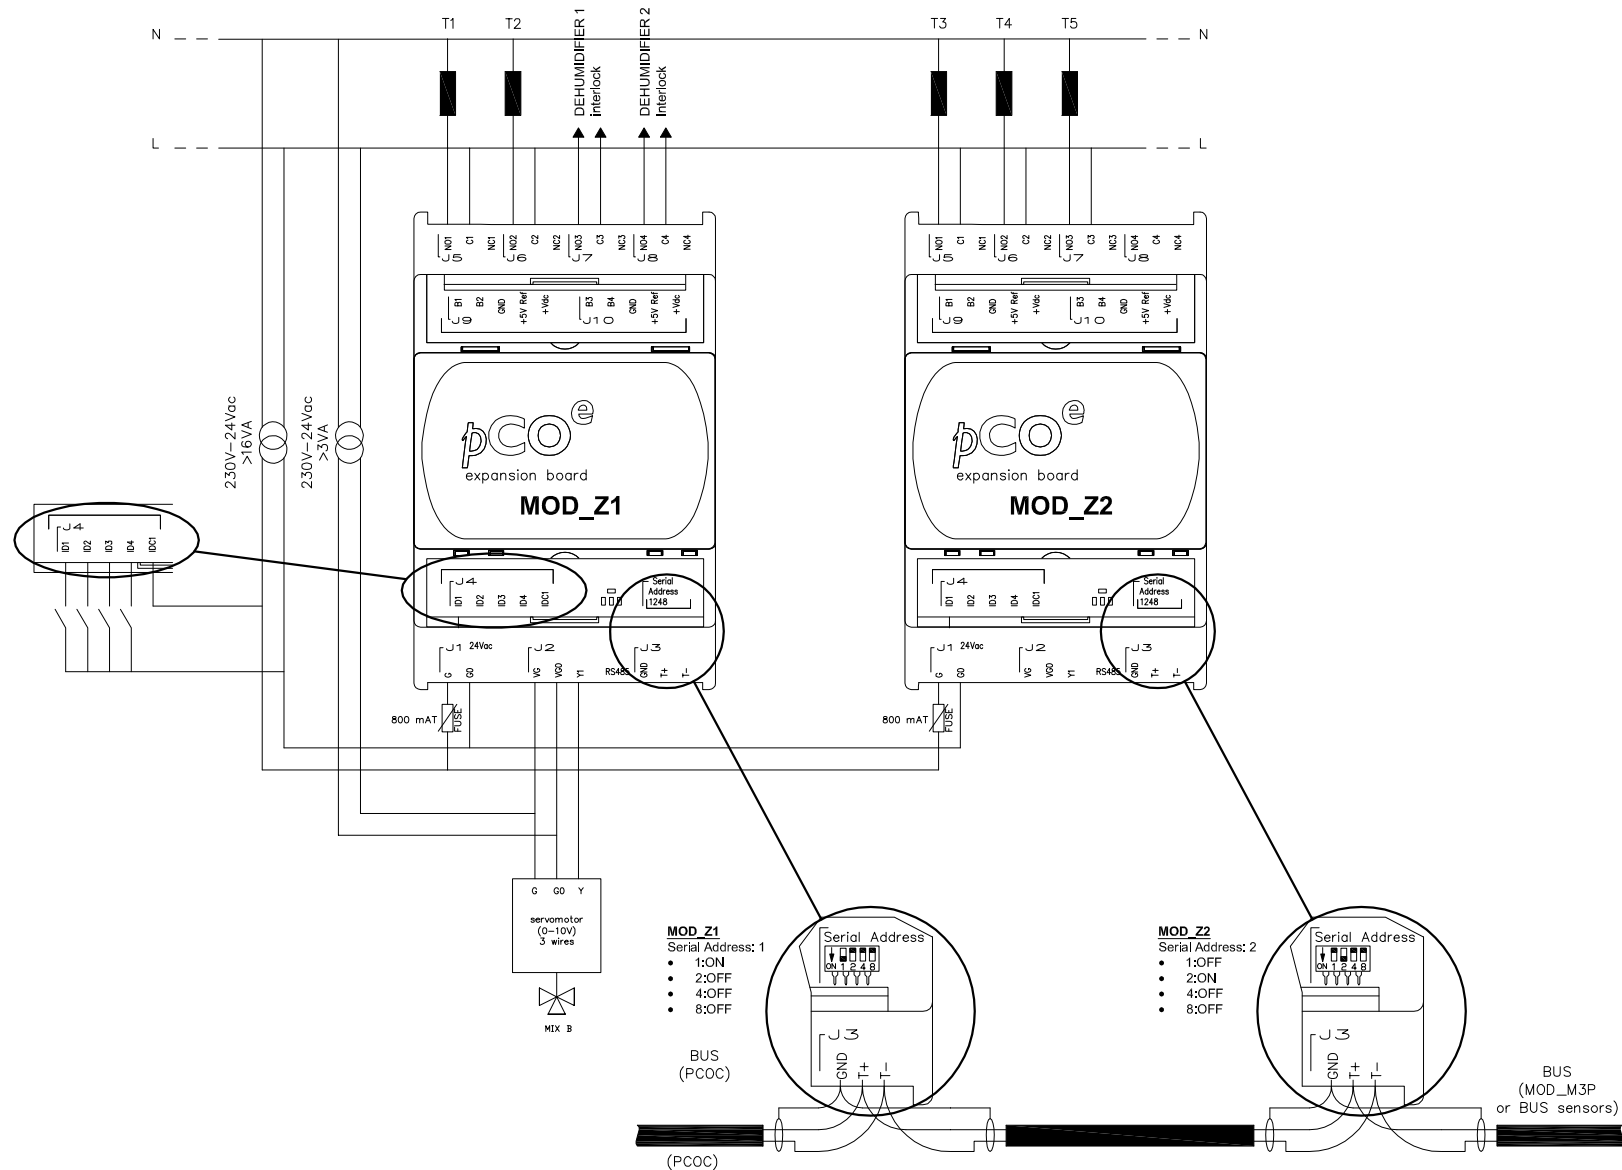 T1
T2
DEHUMIDIFIER 1
interlock
DEHUMIDIFIER 2
Interlock
T3
T4
T5
N
N
L
L
NO1 C1 NC1 NO2 C2 NC2 NO3 C3 NC3 NO4 C4 NC4
J5 J6 J7 J8
B1 B2 GND +5V Ref +Vdc B3 B4 GND +5V Ref +Vdc
J9 J10
pCOe
expansion board
MOD_Z1
NO1 C1 NC1 NO2 C2 NC2 NO3 C3 NC3 NO4 C4 NC4
J5 J6 J7 J8
B1 B2 GND +5V Ref +Vdc B3 B4 GND +5V Ref +Vdc
J9 J10
pCOe
expansion board
MOD_Z2
230V-24Vac
>16VA
230V-24Vac
>3VA
J4
ID1 ID2 ID3 ID4 IDC1
J4
ID1 ID2 ID3 ID4 IDC1
Serial
Address
1248
J1 24Vac J2 J3
G G0 VG VG0 Y1 RS485 GND T+ T-
J4
ID1 ID2 ID3 ID4 IDC1
Serial
Address
1248
J1 24Vac J2 J3
G G0 VG VG0 Y1 RS485 GND T+ T-
800 mAT
FUSE
800 mAT
FUSE
G G0 Y
servomotor
(0-10V)
3 wires
MIX B
MOD_Z1
Serial Address: 1
• 1:ON
• 2:OFF
• 4:OFF
• 8:OFF
Serial Address
ON 1 2 4 8
J3
GND T+ T-
MOD_Z2
Serial Address: 2
• 1:OFF
• 2:ON
• 4:OFF
• 8:OFF
Serial Address
ON 1 2 4 8
J3
GND T+ T-
BUS
(PCOC)
(PCOC)
BUS
(MOD_M3P
or BUS sensors)